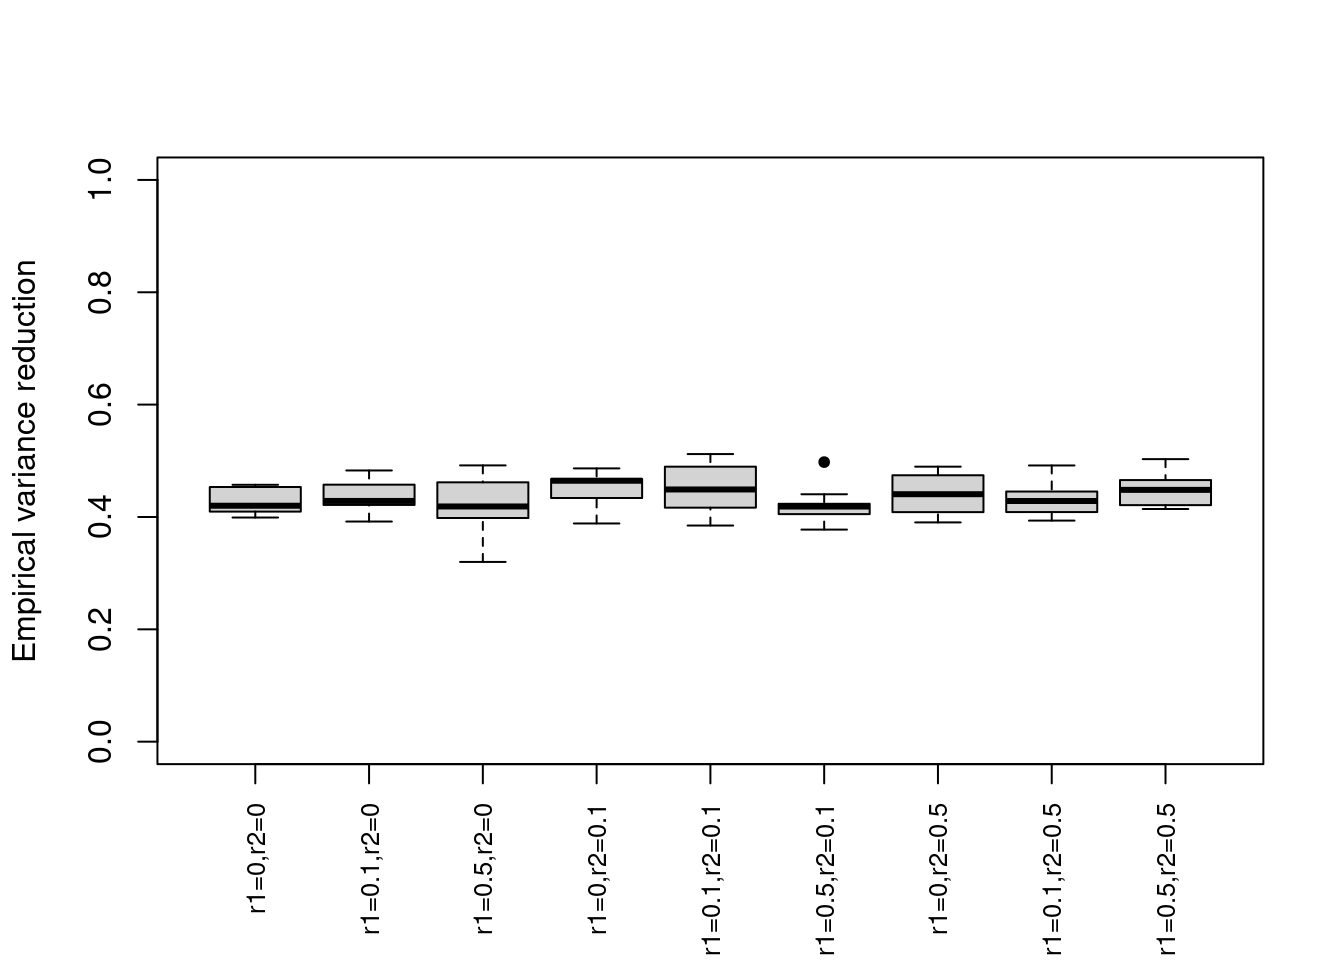 Empirical variance reduction
1.0
0.8
0.6
0.4
0.2
0.0
r1=0,r2=0
r1=0.1,r2=0
r1=0.5,r2=0
r1=0,r2=0.1
r1=0.1,r2=0.1
r1=0.5,r2=0.1
r1=0,r2=0.5
r1=0.1,r2=0.5
r1=0.5,r2=0.5